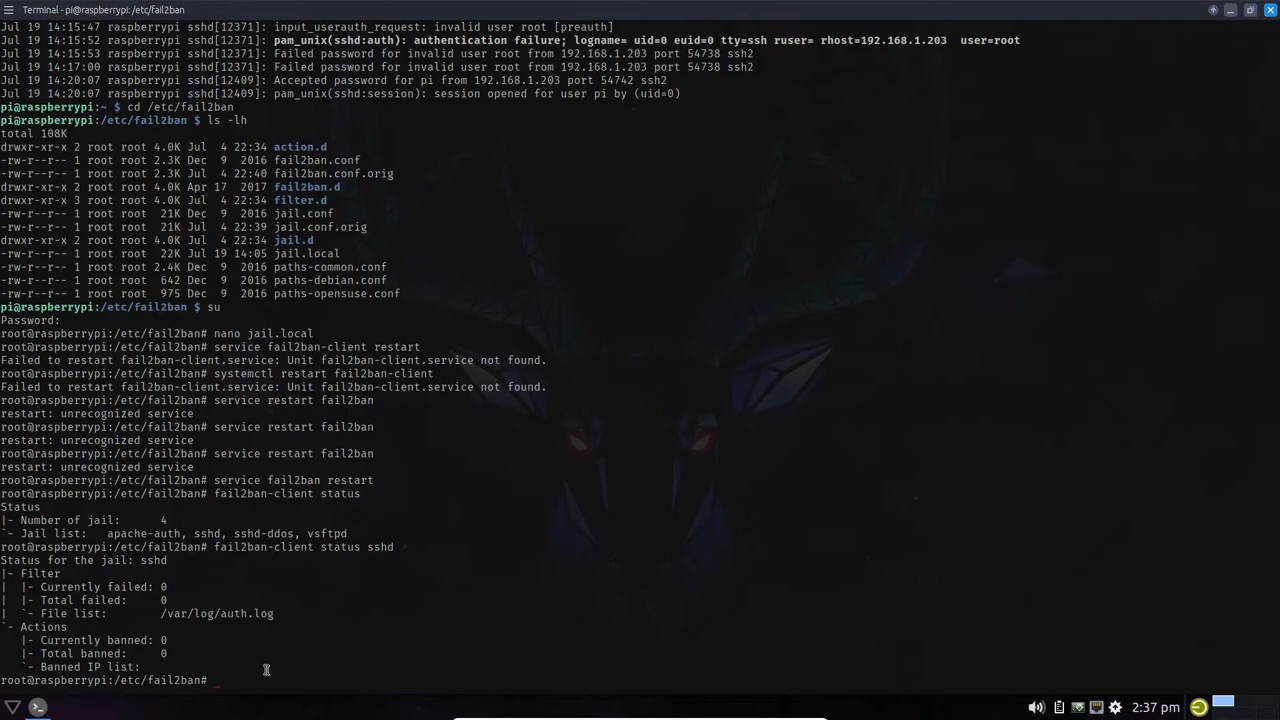 Terminal - pi@raspberrypi: /etc/fail2ban
Jul 19 14:15:47 raspberrypi sshd[12371]: input_userauth_request: invalid user root [preauth]
Jul 19 14:15:52 raspberrypi sshd[12371]: pam_unix(sshd:auth): authentication failure; logname= uid=0 euid=0 tty=ssh ruser= rhost=192.168.1.203  user=root
Jul 19 14:15:53 raspberrypi sshd[12371]: Failed password for invalid user root from 192.168.1.203 port 54738 ssh2
Jul 19 14:17:00 raspberrypi sshd[12371]: Failed password for invalid user root from 192.168.1.203 port 54738 ssh2
Jul 19 14:20:07 raspberrypi sshd[12409]: Accepted password for pi from 192.168.1.203 port 54742 ssh2
Jul 19 14:20:07 raspberrypi sshd[12409]: pam_unix(sshd:session): session opened for user pi by (uid=0)
pi@raspberrypi:~ $ cd /etc/fail2ban
pi@raspberrypi:/etc/fail2ban $ ls -lh
total 108K
drwxr-xr-x 2 root root 4.0K Jul  4 22:34 action.d
-rw-r--r-- 1 root root 2.3K Dec  9  2016 fail2ban.conf
-rw-r--r-- 1 root root 2.3K Jul  4 22:40 fail2ban.conf.orig
drwxr-xr-x 2 root root 4.0K Apr 17  2017 fail2ban.d
drwxr-xr-x 3 root root 4.0K Jul  4 22:34 filter.d
-rw-r--r-- 1 root root  21K Dec  9  2016 jail.conf
-rw-r--r-- 1 root root  21K Jul  4 22:39 jail.conf.orig
drwxr-xr-x 2 root root 4.0K Jul  4 22:34 jail.d
-rw-r--r-- 1 root root  22K Jul 19 14:05 jail.local
-rw-r--r-- 1 root root 2.4K Dec  9  2016 paths-common.conf
-rw-r--r-- 1 root root  642 Dec  9  2016 paths-debian.conf
-rw-r--r-- 1 root root  975 Dec  9  2016 paths-opensuse.conf
pi@raspberrypi:/etc/fail2ban $ su
Password:
root@raspberrypi:/etc/fail2ban# nano jail.local
root@raspberrypi:/etc/fail2ban# service fail2ban-client restart
Failed to restart fail2ban-client.service: Unit fail2ban-client.service not found.
root@raspberrypi:/etc/fail2ban# systemctl restart fail2ban-client
Failed to restart fail2ban-client.service: Unit fail2ban-client.service not found.
root@raspberrypi:/etc/fail2ban# service restart fail2ban
restart: unrecognized service
root@raspberrypi:/etc/fail2ban# service restart fail2ban
restart: unrecognized service
root@raspberrypi:/etc/fail2ban# service restart fail2ban
restart: unrecognized service
root@raspberrypi:/etc/fail2ban# service fail2ban restart
root@raspberrypi:/etc/fail2ban# fail2ban-client status
Status
|- Number of jail:      4
`- Jail list:   apache-auth, sshd, sshd-ddos, vsftpd
root@raspberrypi:/etc/fail2ban# fail2ban-client status sshd
Status for the jail: sshd
|- Filter
|  |- Currently failed: 0
|  |- Total failed:     0
|  `- File list:        /var/log/auth.log
`- Actions
   |- Currently banned: 0
   |- Total banned:     0
   `- Banned IP list:
root@raspberrypi:/etc/fail2ban# _
2:37 pm